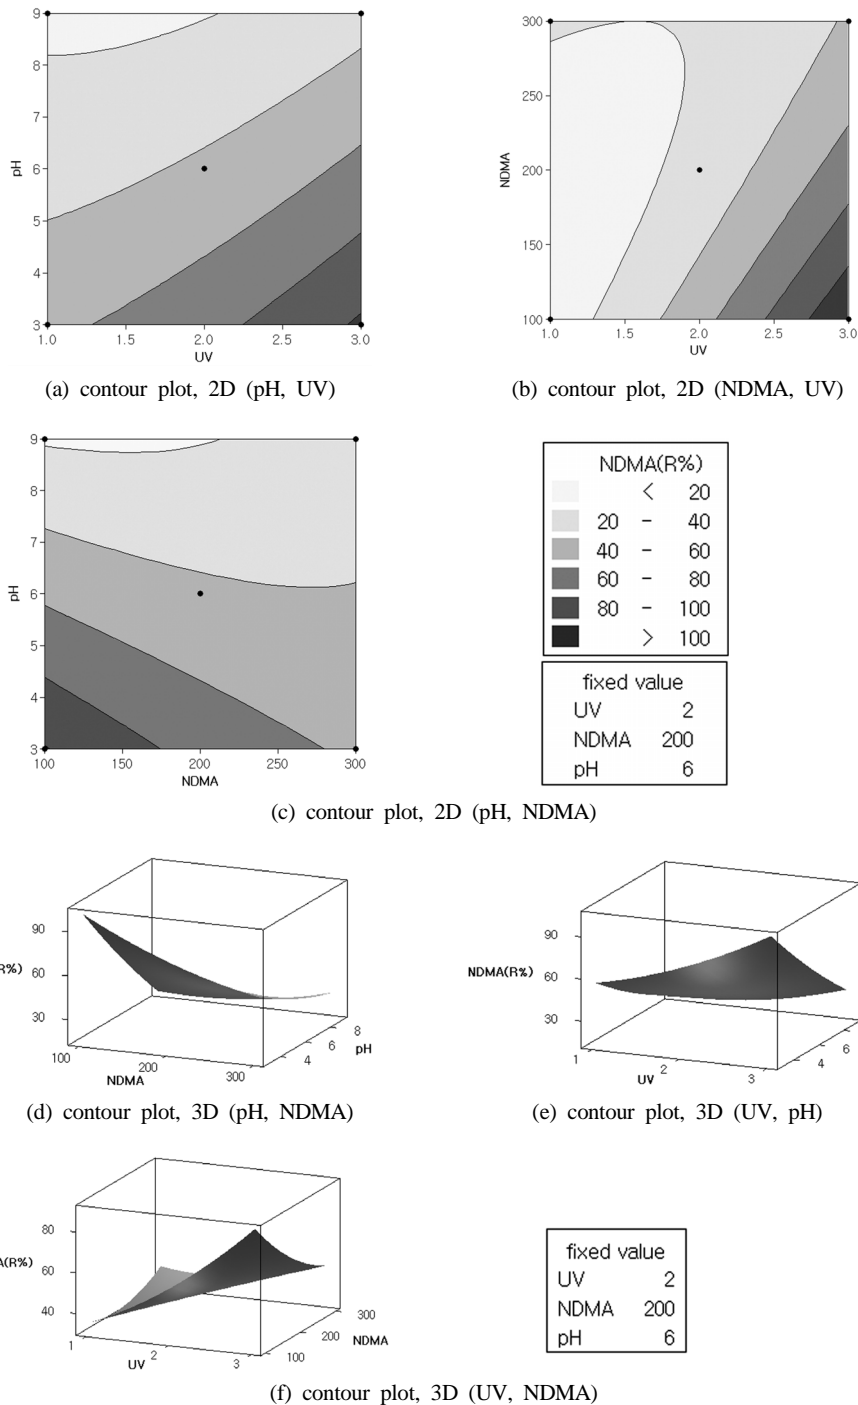 9
8
7
6
5
4
3
pH
1.0 1.5 2.0 2.5 3.0
UV
(a) contour plot, 2D (pH, UV)
300
250
200
150
100
NDMA
1.0 1.5 2.0 2.5 3.0
UV
(b) contour plot, 2D (NDMA, UV)
9
8
7
6
5
4
3
pH
100 150 200 250 300
NDMA
NDMA(R%)
< 20
20 - 40
40 - 60
60 - 80
80 - 100
> 100
fixed value
UV 2
NDMA 200
pH 6
(c) contour plot, 2D (pH, NDMA)
90
R%)
60
30
100 200 300
NDMA
4 6 8
pH
(d) contour plot, 3D (pH, NDMA)
90
NDMA(R%)
60
30
1 2 3
UV
4 6
(e) contour plot, 3D (UV, pH)
80
A(R%)
60
40
1 2 3
UV
100 200 300
NDMA
fixed value
UV 2
NDMA 200
pH 6
(f) contour plot, 3D (UV, NDMA)